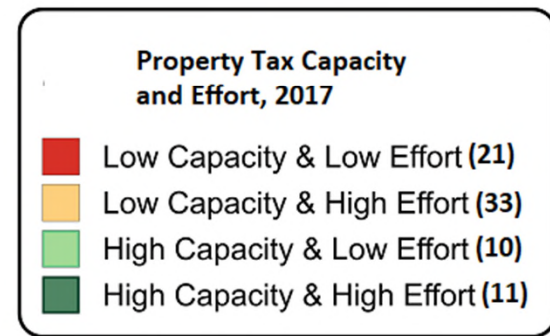 Property Tax Capacity
and Effort, 2017
Low Capacity & Low Effort (21)
Low Capacity & High Effort (33)
High Capacity & Low Effort (10)
High Capacity & High Effort (11)